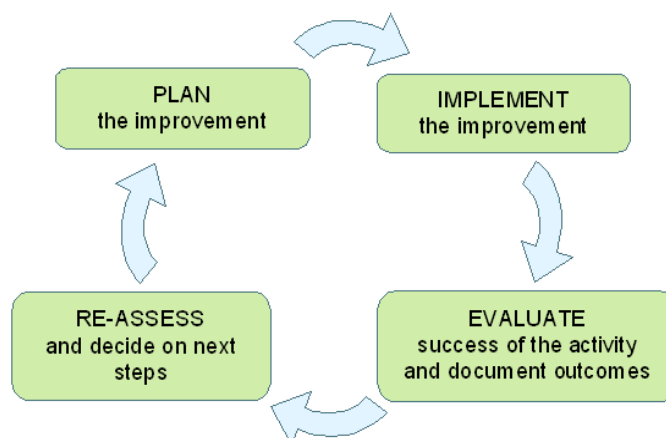 PLAN
the improvement
IMPLEMENT
the improvement
EVALUATE
success of the activity
and document outcomes
RE-ASSESS
and decide on next
steps